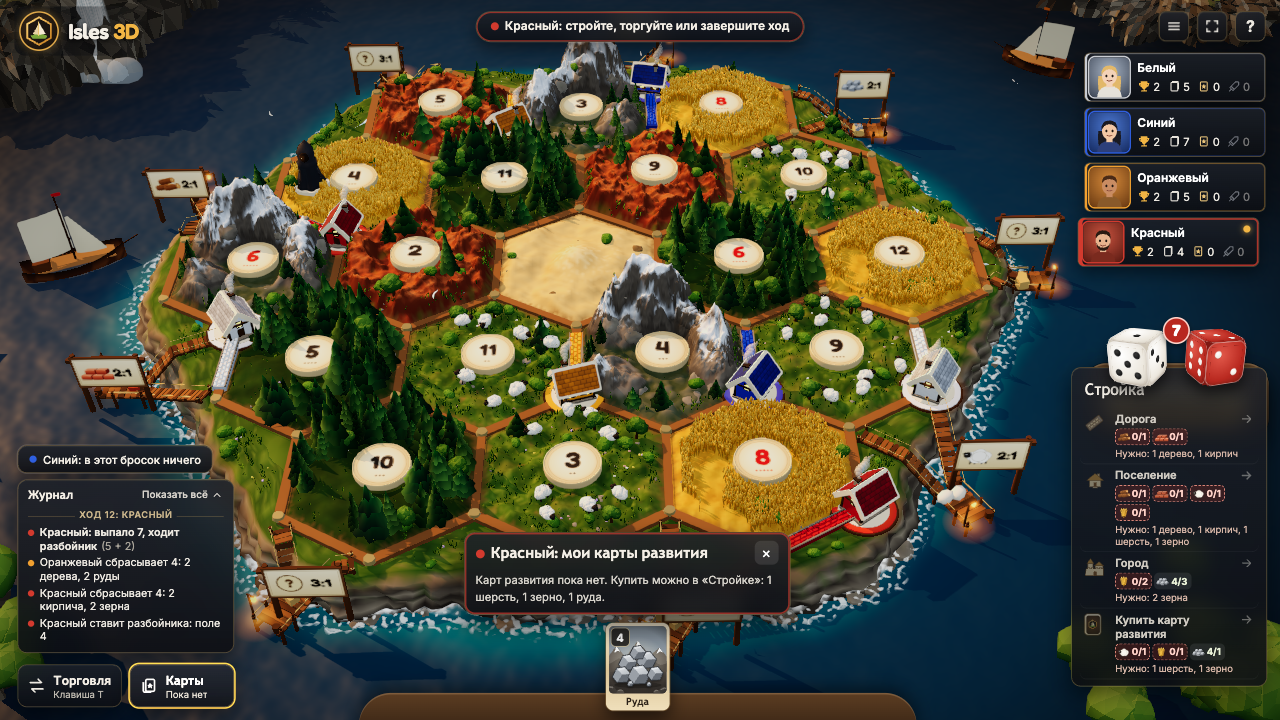 Isles 3D
Красный: стройте, торгуйте или завершите ход
?
Белый
2 5 0 0
Синий
2 7 0 0
Оранжевый
2 5 0 0
Красный
2 4 0 0
? 3:1
2:1
2:1
? 3:1
2:1
2:1
? 3:1
5
3
8
4
11
9
10
6
2
6
12
5
11
4
9
10
3
8
7
Стройка
Дорога
0/1 0/1
Нужно: 1 дерево, 1 кирпич
Поселение
0/1 0/1 0/1
0/1
Нужно: 1 дерево, 1 кирпич, 1
шерсть, 1 зерно
Город
0/2 4/3
Нужно: 2 зерна
Купить карту
развития
0/1 0/1 4/1
Нужно: 1 шерсть, 1 зерно
Синий: в этот бросок ничего
Журнал
Показать всё
ХОД 12: КРАСНЫЙ
Красный: выпало 7, ходит
разбойник (5 + 2)
Оранжевый сбрасывает 4: 2
дерева, 2 руды
Красный сбрасывает 4: 2
кирпича, 2 зерна
Красный ставит разбойника: поле
4
Красный: мои карты развития
Карт развития пока нет. Купить можно в «Стройке»: 1
шерсть, 1 зерно, 1 руда.
Торговля
Клавиша T
Карты
Пока нет
4
Руда